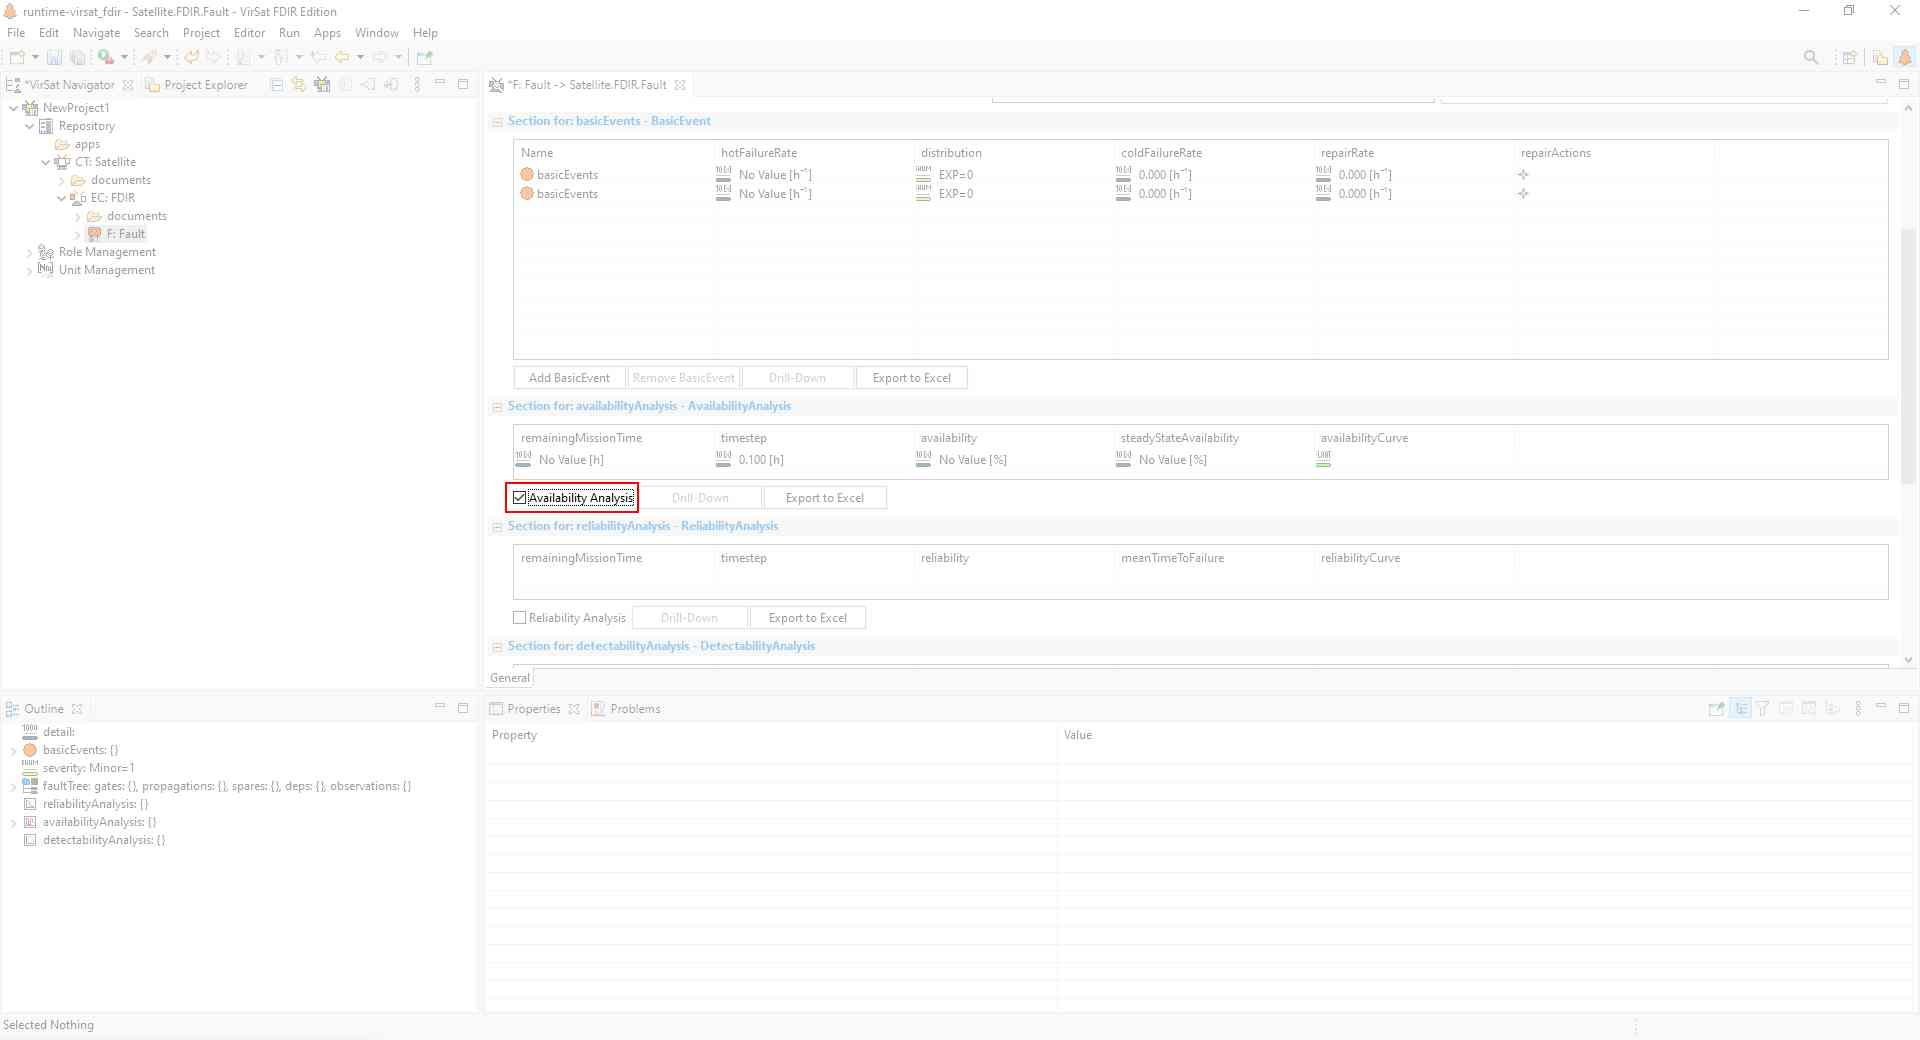 runtime-virsat_fdir - Satellite.FDIR.Fault - VirSat FDIR Edition
File Edit Navigate Search Project Editor Run Apps Window Help
*VirSat Navigator Project Explorer
NewProject1
Repository
apps
CT: Satellite
documents
EC: FDIR
documents
F: Fault
Role Management
Unit Management
*F: Fault -> Satellite.FDIR.Fault
Section for: basicEvents - BasicEvent
Name hotFailureRate distribution coldFailureRate repairRate repairActions
basicEvents No Value [h⁻¹] EXP=0 0.000 [h⁻¹] 0.000 [h⁻¹]
basicEvents No Value [h⁻¹] EXP=0 0.000 [h⁻¹] 0.000 [h⁻¹]
Add BasicEvent Remove BasicEvent Drill-Down Export to Excel
Section for: availabilityAnalysis - AvailabilityAnalysis
remainingMissionTime timestep availability steadyStateAvailability availabilityCurve
No Value [h] 0.100 [h] No Value [%] No Value [%]
Availability Analysis Drill-Down Export to Excel
Section for: reliabilityAnalysis - ReliabilityAnalysis
remainingMissionTime timestep reliability meanTimeToFailure reliabilityCurve
Reliability Analysis Drill-Down Export to Excel
Section for: detectabilityAnalysis - DetectabilityAnalysis
General
Outline
detail:
basicEvents: {}
severity: Minor=1
faultTree: gates: {}, propagations: {}, spares: {}, deps: {}, observations: {}
reliabilityAnalysis: {}
availabilityAnalysis: {}
detectabilityAnalysis: {}
Properties Problems
Property Value
Selected Nothing